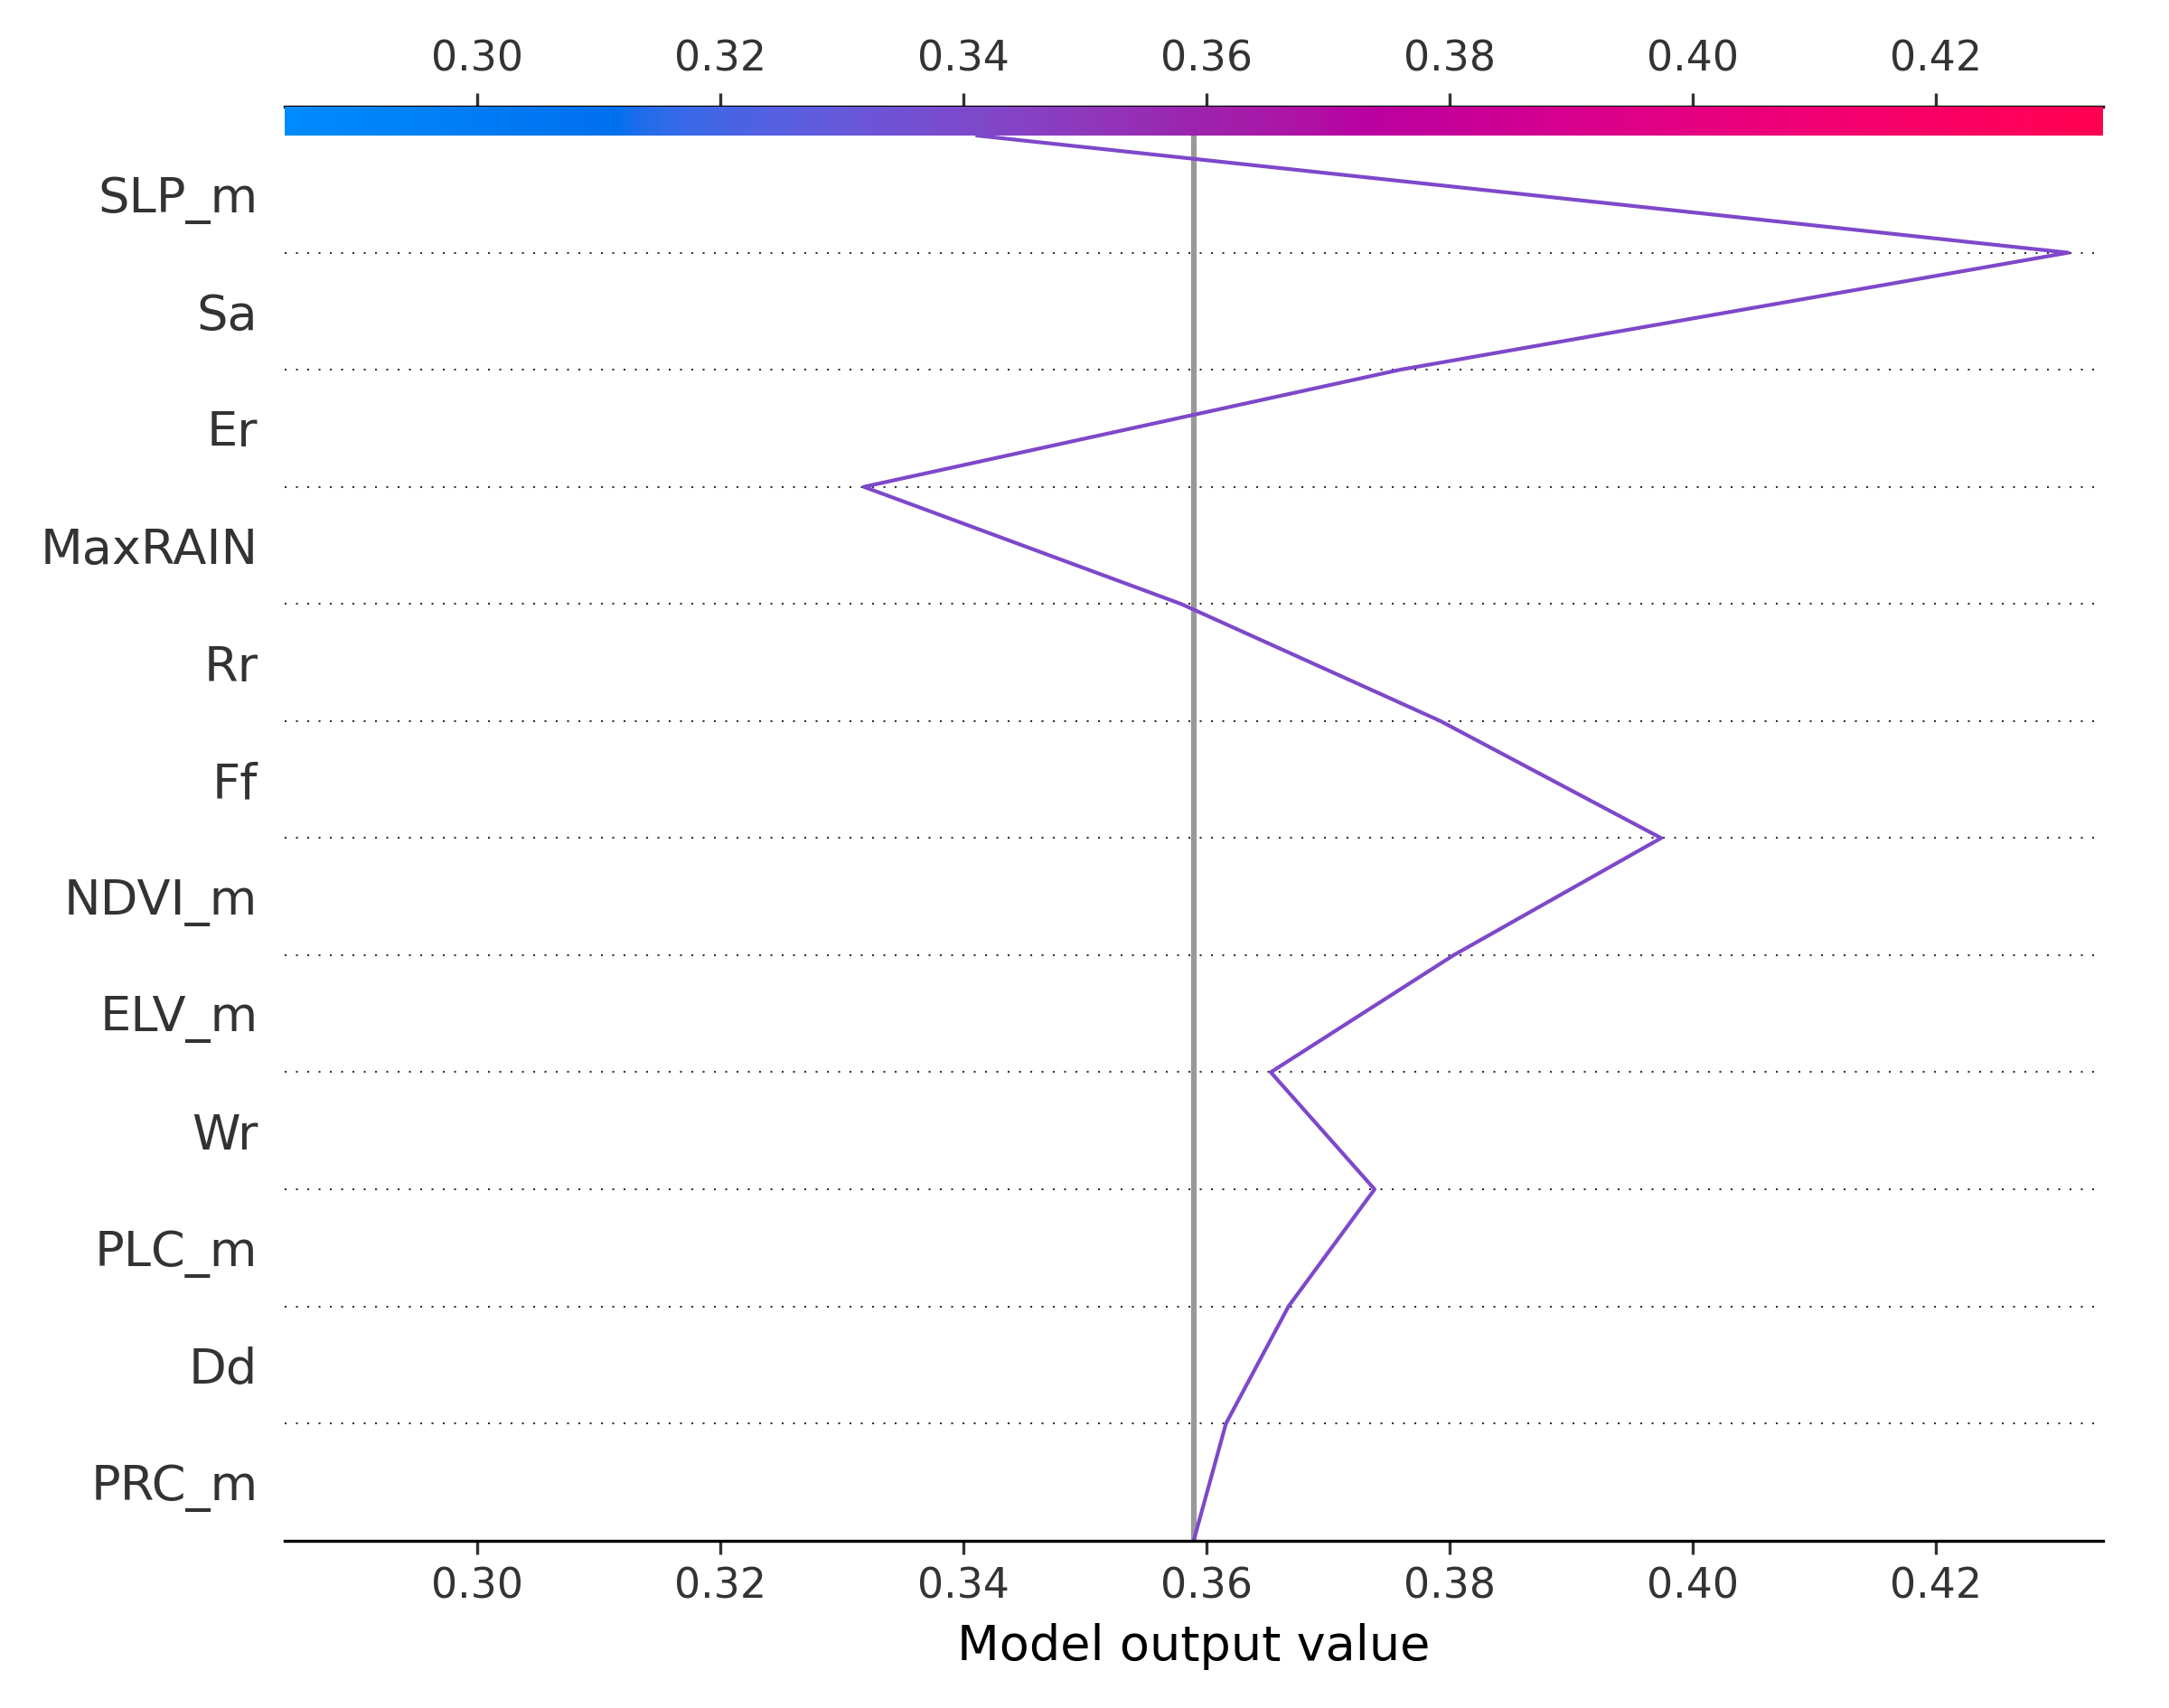 0.30 0.32 0.34 0.36 0.38 0.40 0.42
SLP_m
Sa
Er
MaxRAIN
Rr
Ff
NDVI_m
ELV_m
Wr
PLC_m
Dd
PRC_m
0.30 0.32 0.34 0.36 0.38 0.40 0.42
Model output value